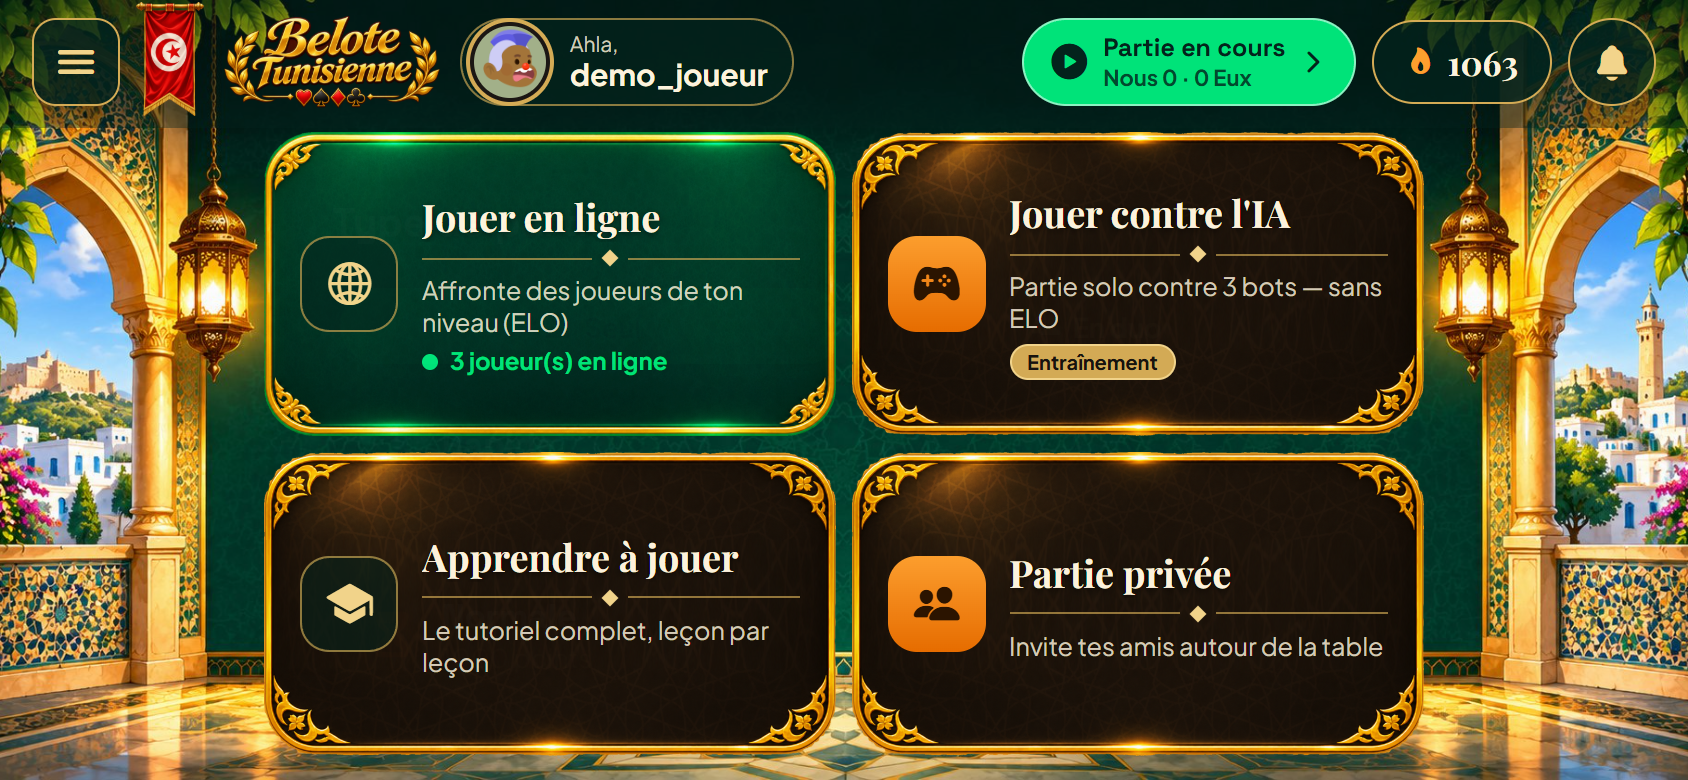 Belote
Tunisienne
Ahla,
demo_joueur
Partie en cours
Nous 0 · 0 Eux
1063
Jouer en ligne
Affronte des joueurs de ton
niveau (ELO)
3 joueur(s) en ligne
Jouer contre l'IA
Partie solo contre 3 bots — sans
ELO
Entraînement
Apprendre à jouer
Le tutoriel complet, leçon par
leçon
Partie privée
Invite tes amis autour de la table